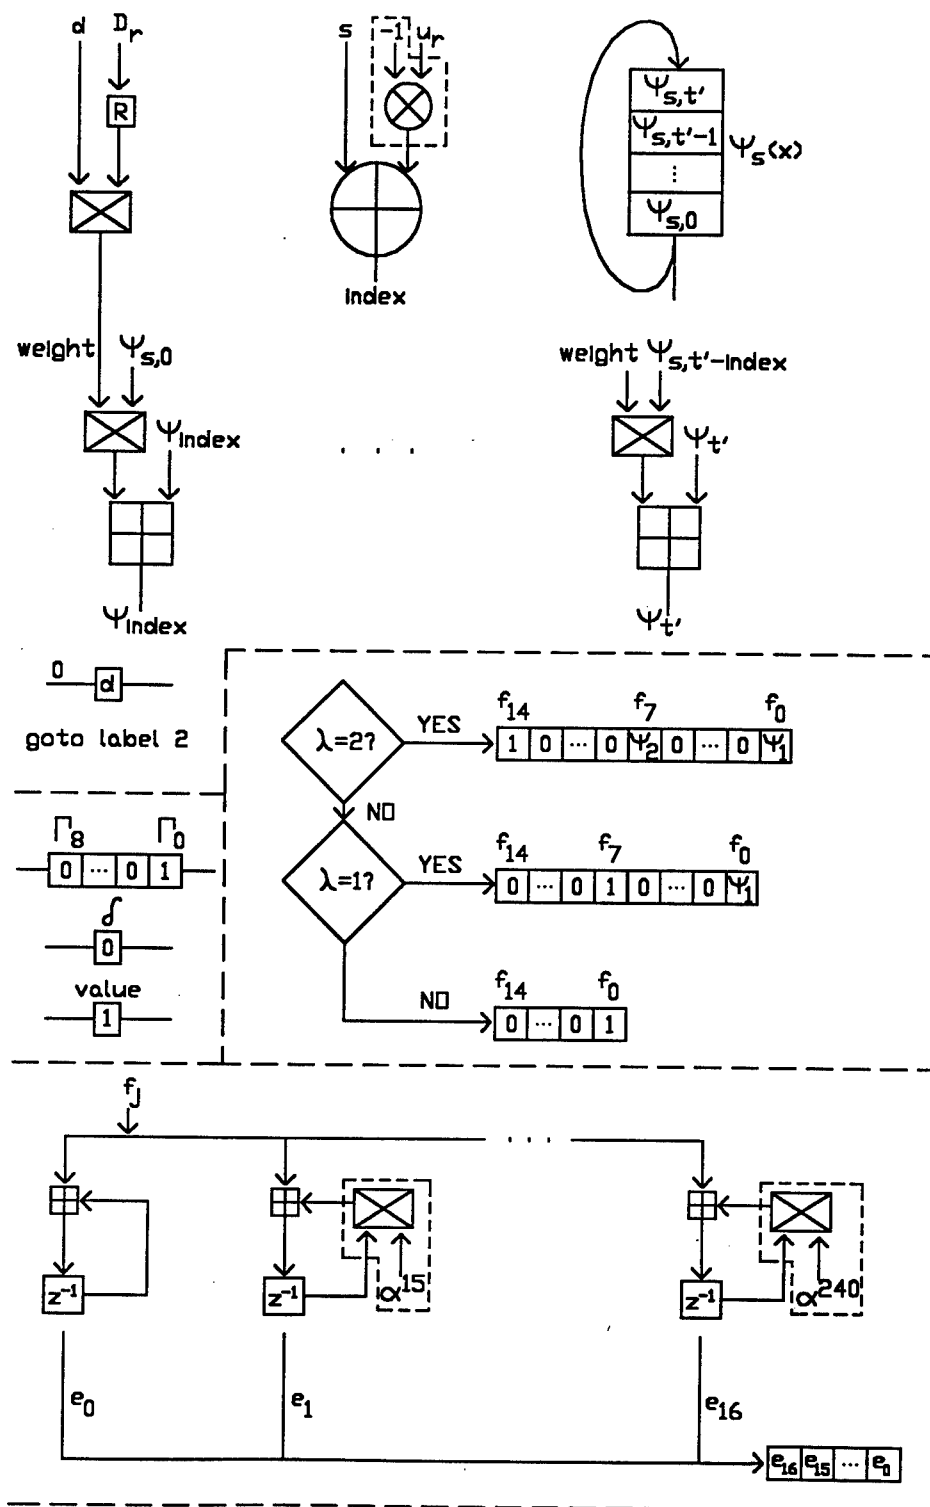 d D_r s -1 u_r
R
Ψ_s,t'
Ψ_s,t'-1 Ψ_s(x)
⋮
Ψ_s,0
index
weight Ψ_s,0 weight Ψ_s,t'-index
Ψ_index . . . Ψ_t'
Ψ_index Ψ_t'
0 d
goto label 2
f_14 f_7 f_0
λ=2? YES 1 0 ... 0 Ψ_2 0 ... 0 Ψ_1
NO
Γ_8 Γ_0
0 ... 0 1
f_14 f_7 f_0
λ=1? YES 0 ... 0 1 0 ... 0 Ψ_1
δ
0
value
1
f_14 f_0
NO 0 ... 0 1
f_j
. . .
z^-1 z^-1 α^15 z^-1 α^240
e_0 e_1 e_16
e_16 e_15 ... e_0